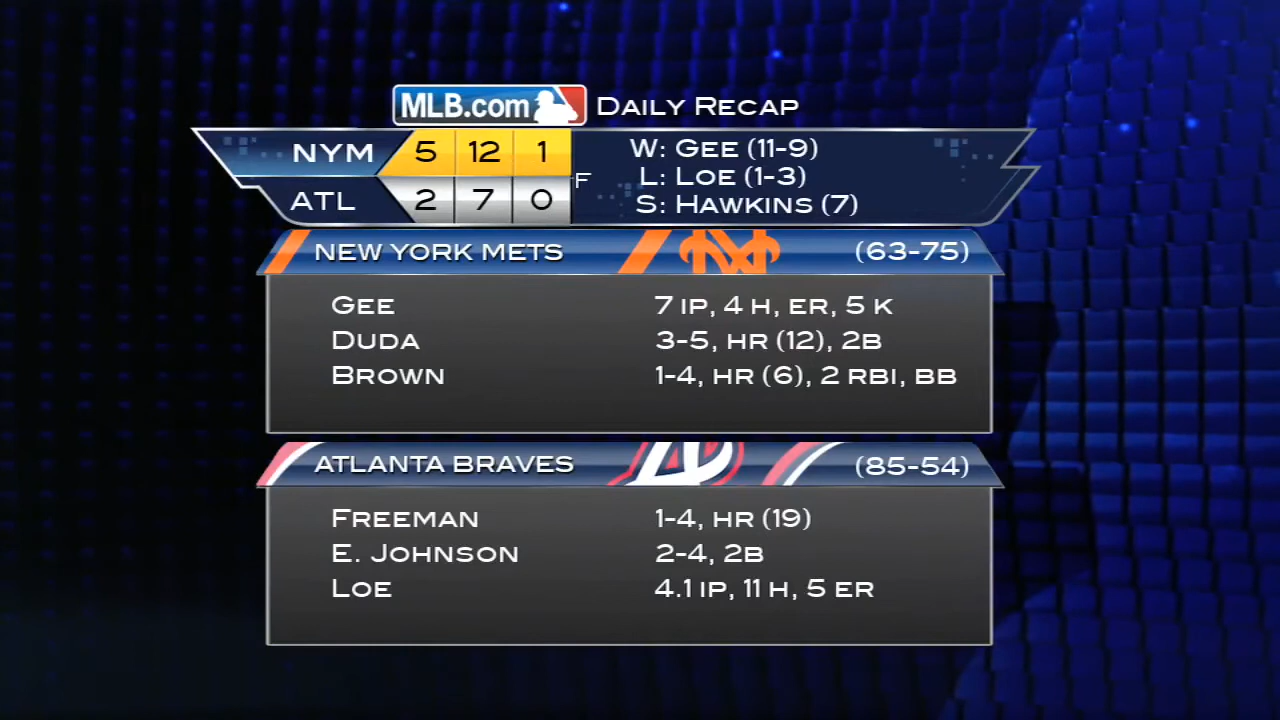 MLB.com DAILY RECAP
NYM 5 12 1
ATL 2 7 0
F
W: GEE (11-9)
L: LOE (1-3)
S: HAWKINS (7)
NEW YORK METS (63-75)
GEE 7 IP, 4 H, ER, 5 K
DUDA 3-5, HR (12), 2B
BROWN 1-4, HR (6), 2 RBI, BB
ATLANTA BRAVES (85-54)
FREEMAN 1-4, HR (19)
E. JOHNSON 2-4, 2B
LOE 4.1 IP, 11 H, 5 ER